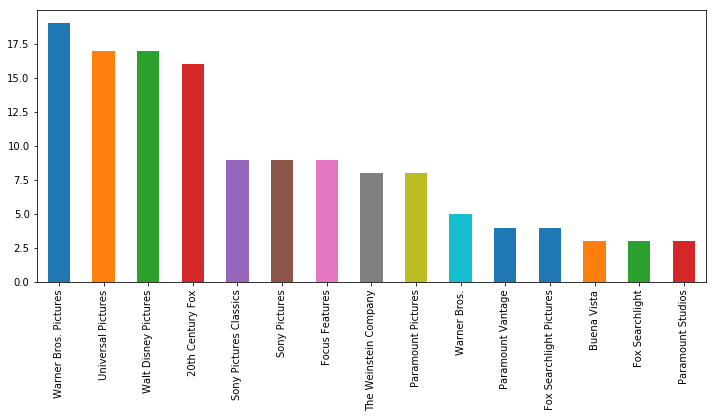 17.5
15.0
12.5
10.0
7.5
5.0
2.5
0.0
Warner Bros. Pictures
Universal Pictures
Walt Disney Pictures
20th Century Fox
Sony Pictures Classics
Sony Pictures
Focus Features
The Weinstein Company
Paramount Pictures
Warner Bros.
Paramount Vantage
Fox Searchlight Pictures
Buena Vista
Fox Searchlight
Paramount Studios